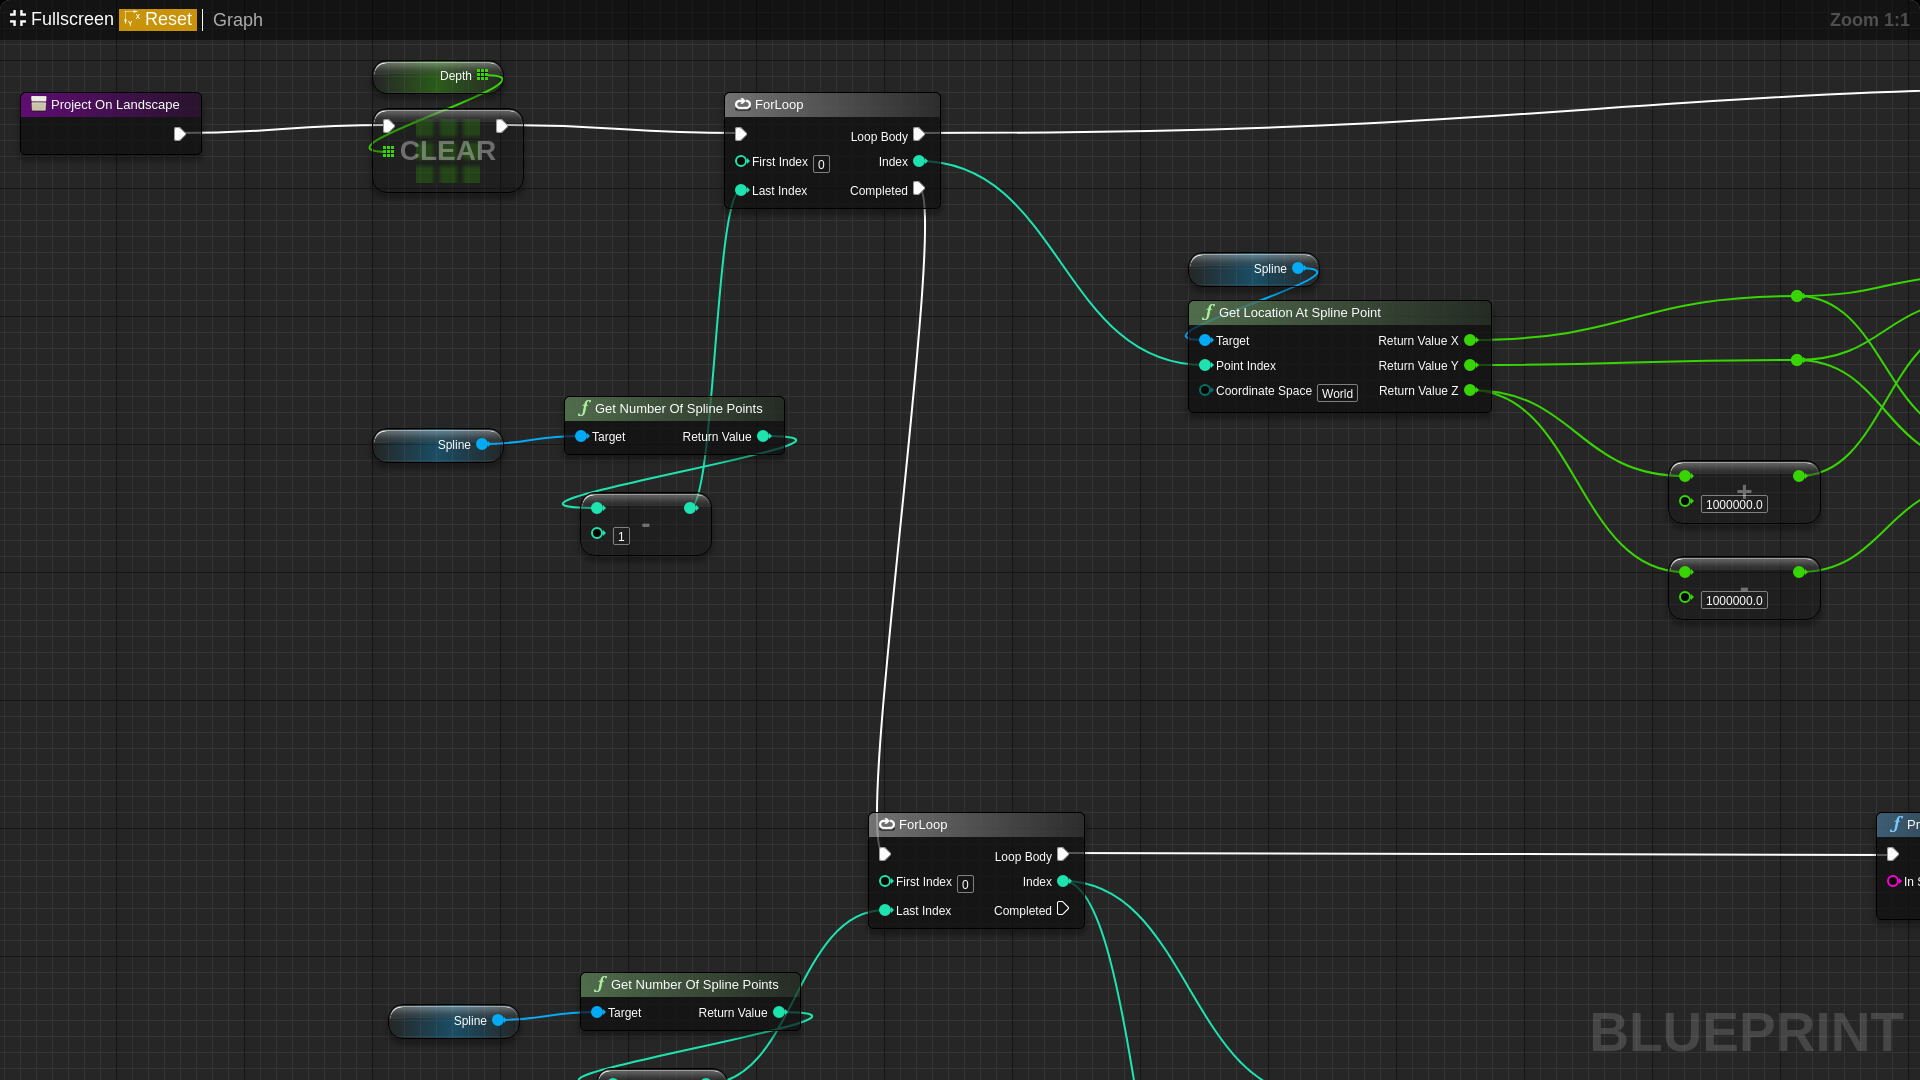 Fullscreen Reset Graph
Zoom 1:1
Depth
Project On Landscape
CLEAR
ForLoop
Loop Body
First Index 0 Index
Last Index Completed
Spline
Get Location At Spline Point
Target Return Value X
Point Index Return Value Y
Coordinate Space World Return Value Z
Get Number Of Spline Points
Spline
Target Return Value
-
1
+
1000000.0
-
1000000.0
ForLoop
Loop Body
First Index 0 Index
Last Index Completed
Pr
In S
Get Number Of Spline Points
Spline
Target Return Value
BLUEPRINT